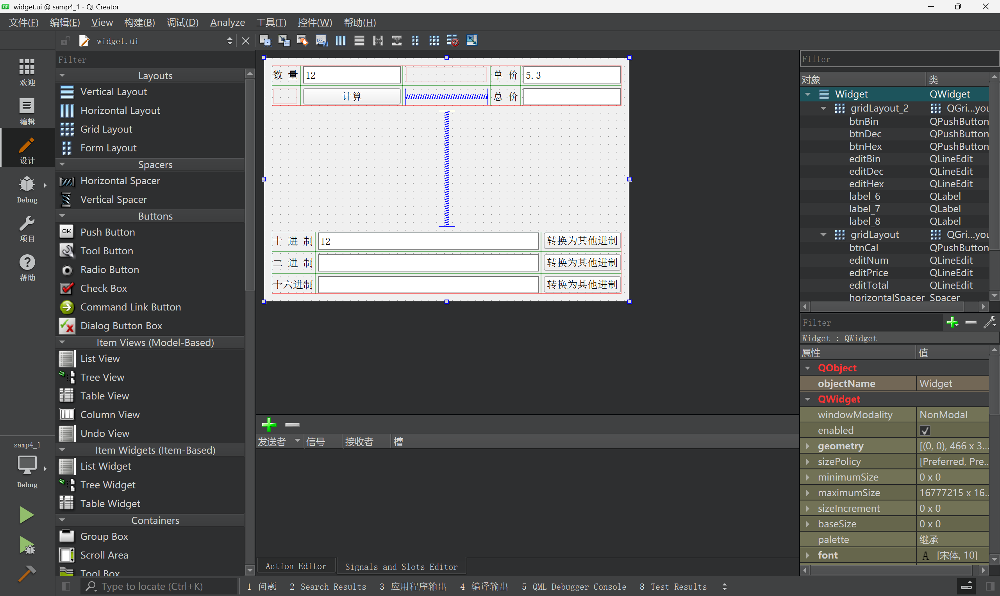 widget.ui @ samp4_1 - Qt Creator
文件(F) 编辑(E) View 构建(B) 调试(D) Analyze 工具(T) 控件(W) 帮助(H)
widget.ui
欢迎
编辑
设计
Debug
项目
帮助
samp4_1
Debug
Filter
Layouts
Vertical Layout
Horizontal Layout
Grid Layout
Form Layout
Spacers
Horizontal Spacer
Vertical Spacer
Buttons
OK Push Button
Tool Button
Radio Button
Check Box
Command Link Button
Dialog Button Box
Item Views (Model-Based)
List View
Tree View
Table View
Column View
Undo View
Item Widgets (Item-Based)
List Widget
Tree Widget
Table Widget
Containers
Group Box
Scroll Area
Tool Box
数 量 12 单 价 5.3
计算 总 价
十 进 制 12 转换为其他进制
二 进 制 转换为其他进制
十六进制 转换为其他进制
发送者 信号 接收者 槽
Action Editor Signals and Slots Editor
Filter
对象 类
Widget QWidget
gridLayout_2 QGri...you
btnBin QPushButton
btnDec QPushButton
btnHex QPushButton
editBin QLineEdit
editDec QLineEdit
editHex QLineEdit
label_6 QLabel
label_7 QLabel
label_8 QLabel
gridLayout QGri...you
btnCal QPushButton
editNum QLineEdit
editPrice QLineEdit
editTotal QLineEdit
horizontalSpacer Spacer
Filter
Widget : QWidget
属性 值
QObject
objectName Widget
QWidget
windowModality NonModal
enabled
geometry [(0, 0), 466 x 3...
sizePolicy [Preferred, Pre...
minimumSize 0 x 0
maximumSize 16777215 x 16...
sizeIncrement 0 x 0
baseSize 0 x 0
palette 继承
font A [宋体, 10]
Type to locate (Ctrl+K) 1 问题 2 Search Results 3 应用程序输出 4 编译输出 5 QML Debugger Console 8 Test Results